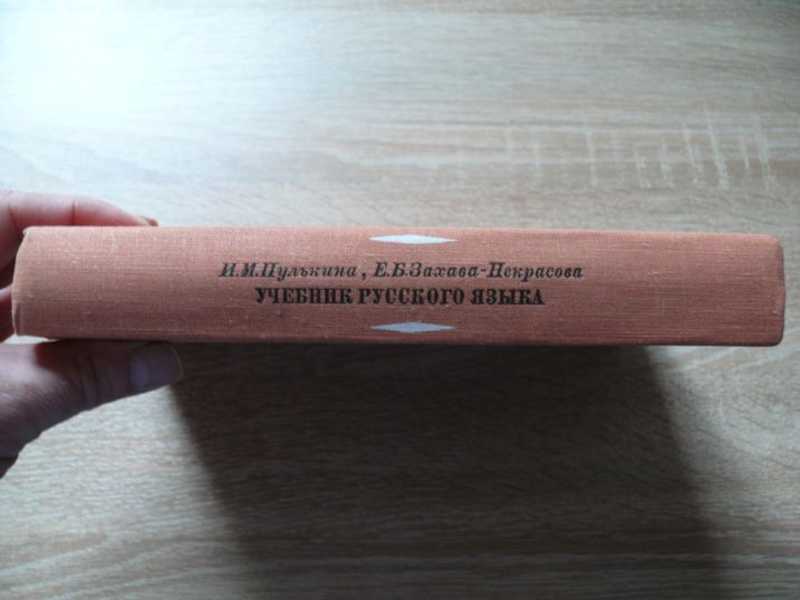 И.М.Пулькина, Е.Б.Захава-Некрасова
УЧЕБНИК РУССКОГО ЯЗЫКА